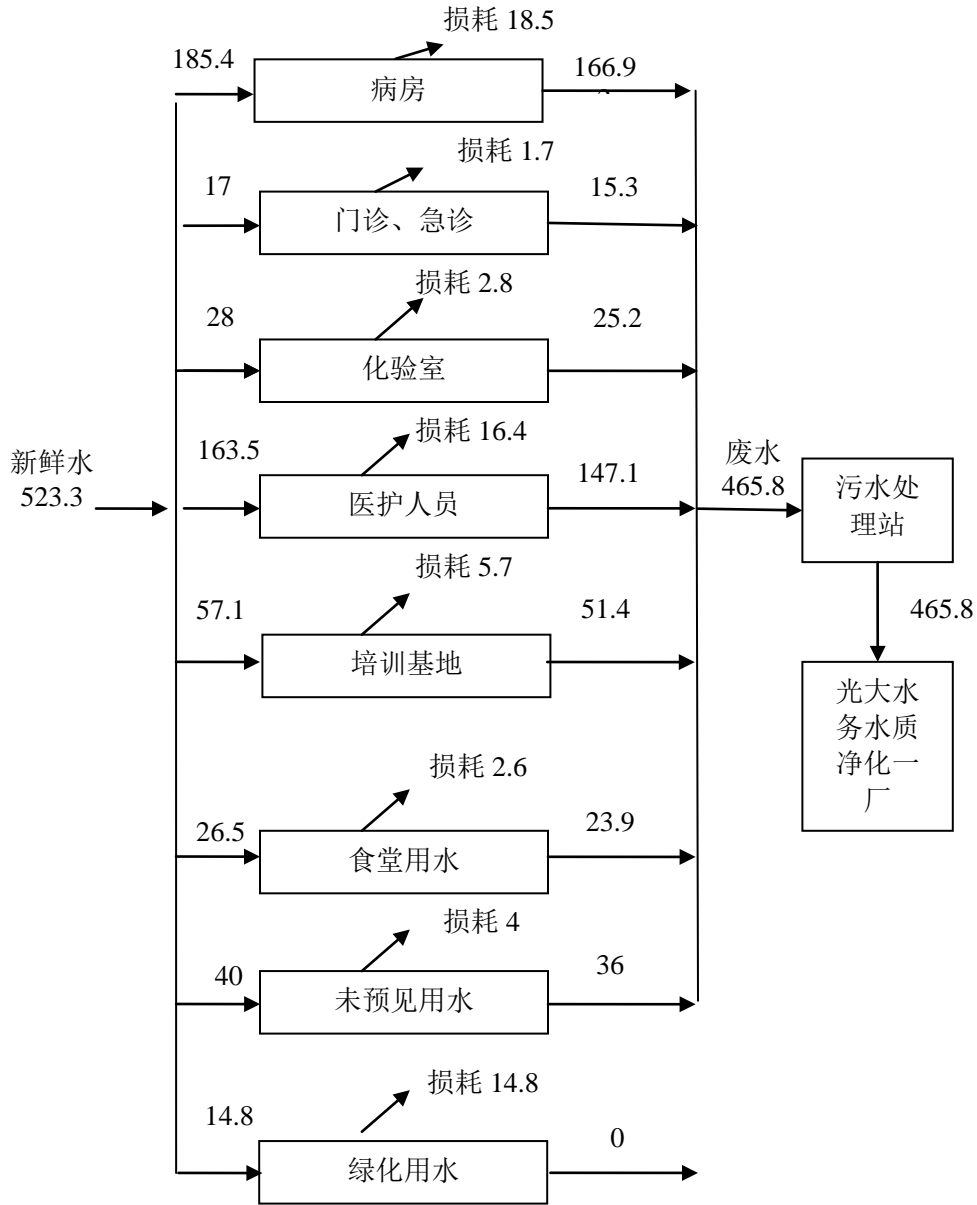 损耗 18.5
185.4
病房
166.9
损耗 1.7
17
门诊、急诊
15.3
损耗 2.8
28
化验室
25.2
新鲜水
523.3
损耗 16.4
163.5
医护人员
147.1
废水
465.8
污水处
理站
465.8
光大水
务水质
净化一
厂
损耗 5.7
57.1
培训基地
51.4
损耗 2.6
26.5
食堂用水
23.9
损耗 4
40
未预见用水
36
损耗 14.8
14.8
绿化用水
0